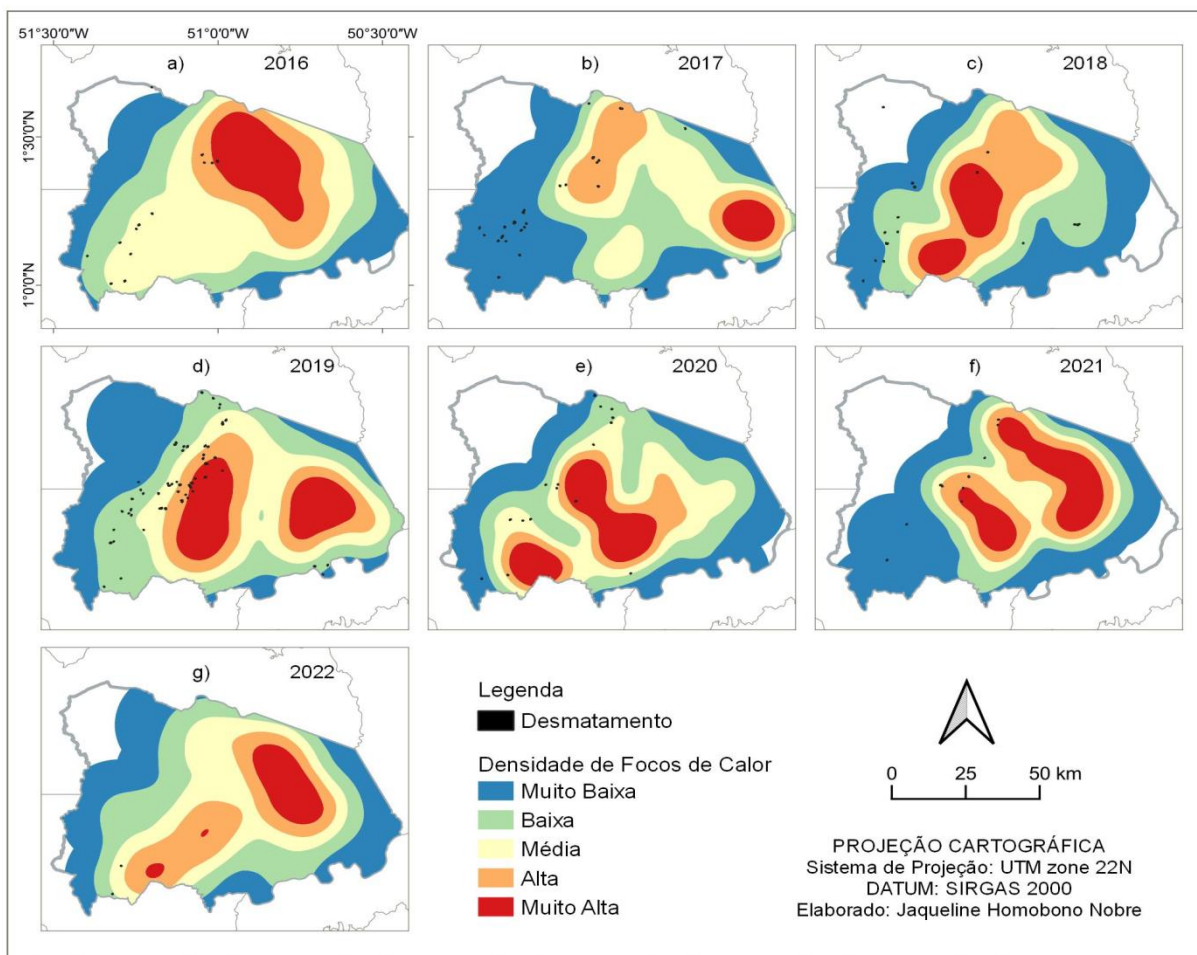 51°30'0"W 51°0'0"W 50°30'0"W
a) 2016
b) 2017
c) 2018
1°30'0"N
1°0'0"N
d) 2019
e) 2020
f) 2021
g) 2022
Legenda
Desmatamento
Densidade de Focos de Calor
Muito Baixa
Baixa
Média
Alta
Muito Alta
0 25 50 km
PROJEÇÃO CARTOGRÁFICA
Sistema de Projeção: UTM zone 22N
DATUM: SIRGAS 2000
Elaborado: Jaqueline Homobono Nobre